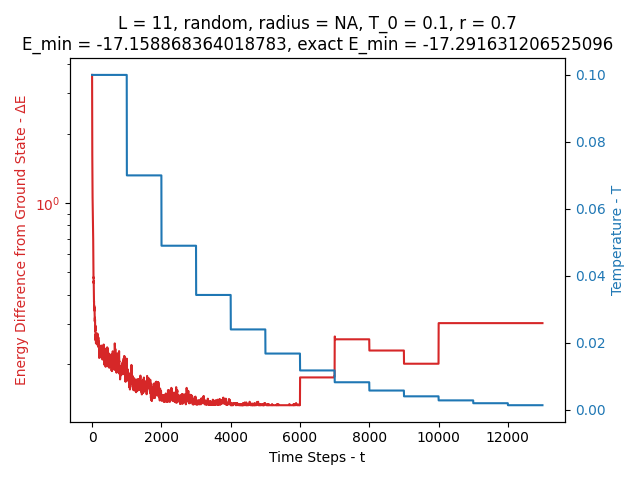 L = 11, random, radius = NA, T_0 = 0.1, r = 0.7
E_min = -17.158868364018783, exact E_min = -17.291631206525096
Energy Difference from Ground State - ΔE
10^0
0.10
0.08
0.06
0.04
0.02
0.00
Temperature - T
0 2000 4000 6000 8000 10000 12000
Time Steps - t